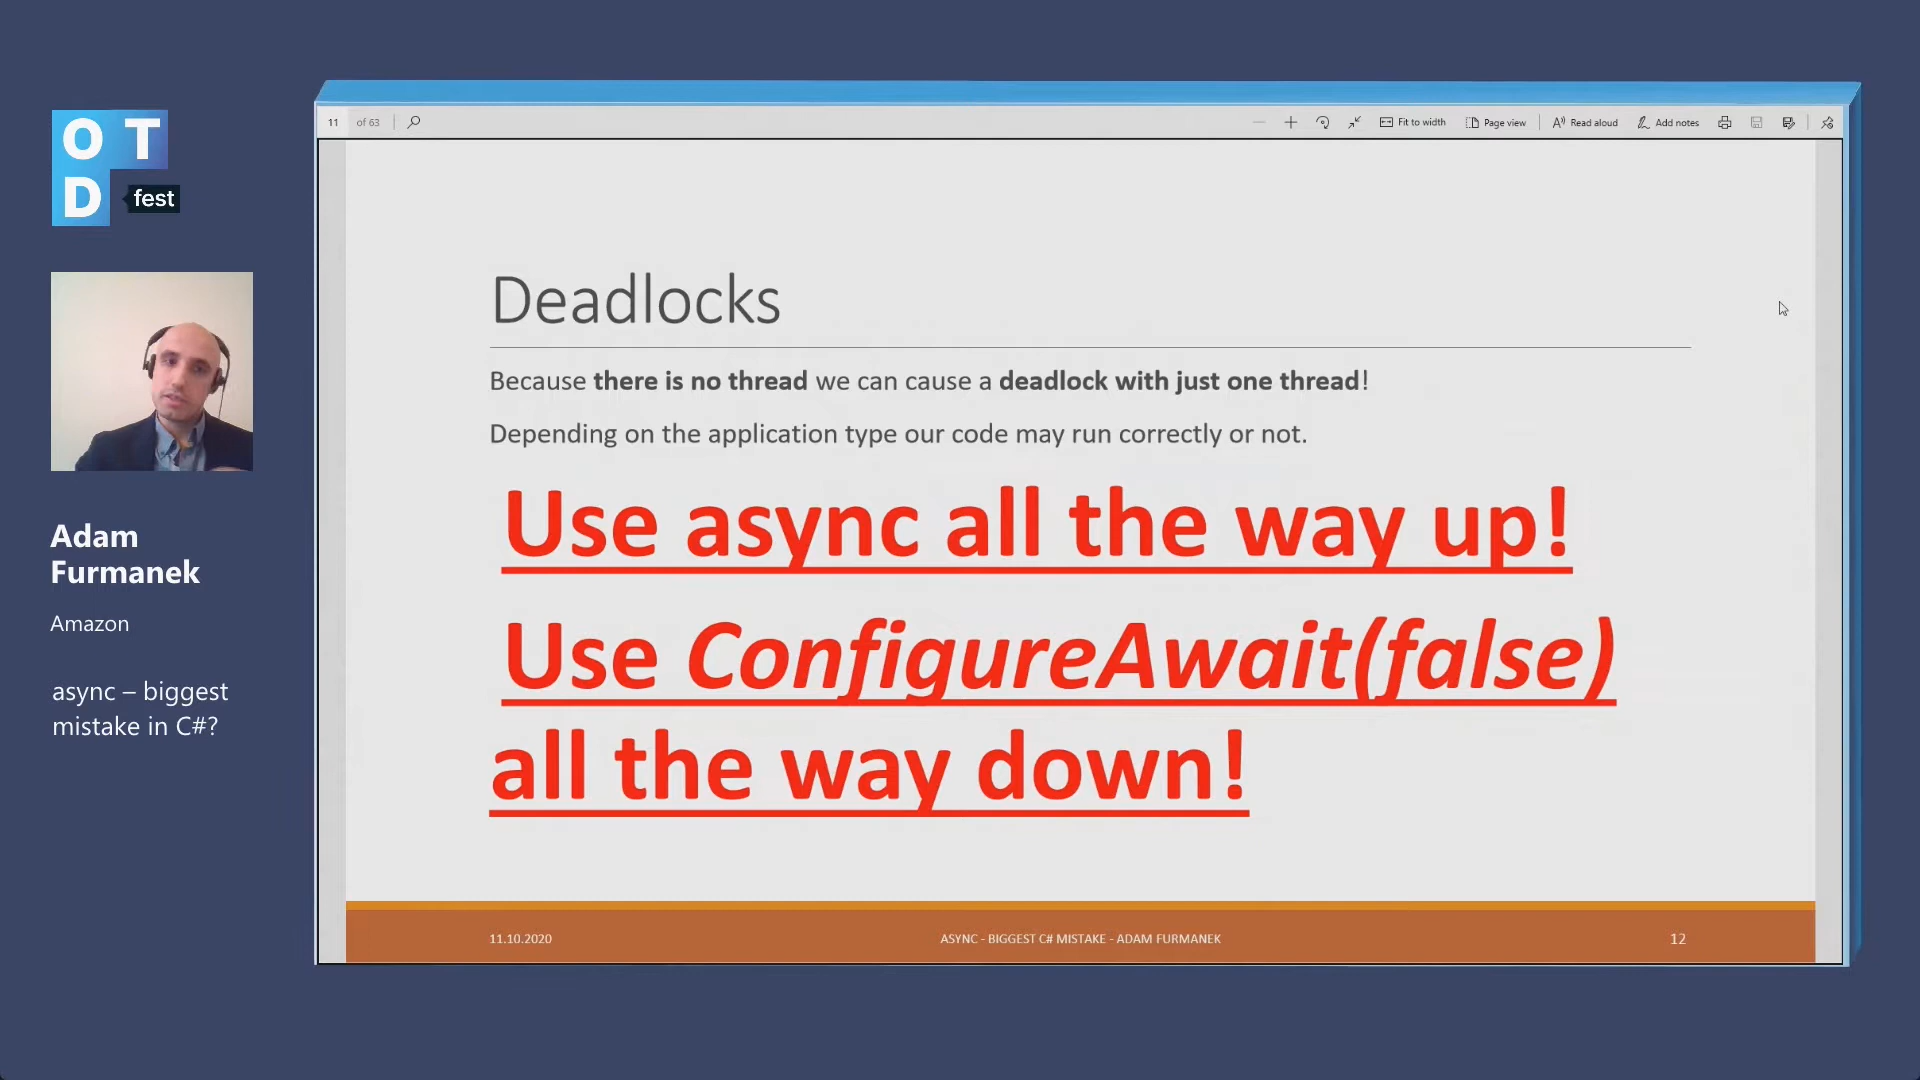 O T
D fest
Adam
Furmanek
Amazon
async – biggest
mistake in C#?
11 of 63
Fit to width Page view Read aloud Add notes
Deadlocks
Because there is no thread we can cause a deadlock with just one thread!
Depending on the application type our code may run correctly or not.
Use async all the way up!
Use ConfigureAwait(false)
all the way down!
11.10.2020 ASYNC - BIGGEST C# MISTAKE - ADAM FURMANEK 12